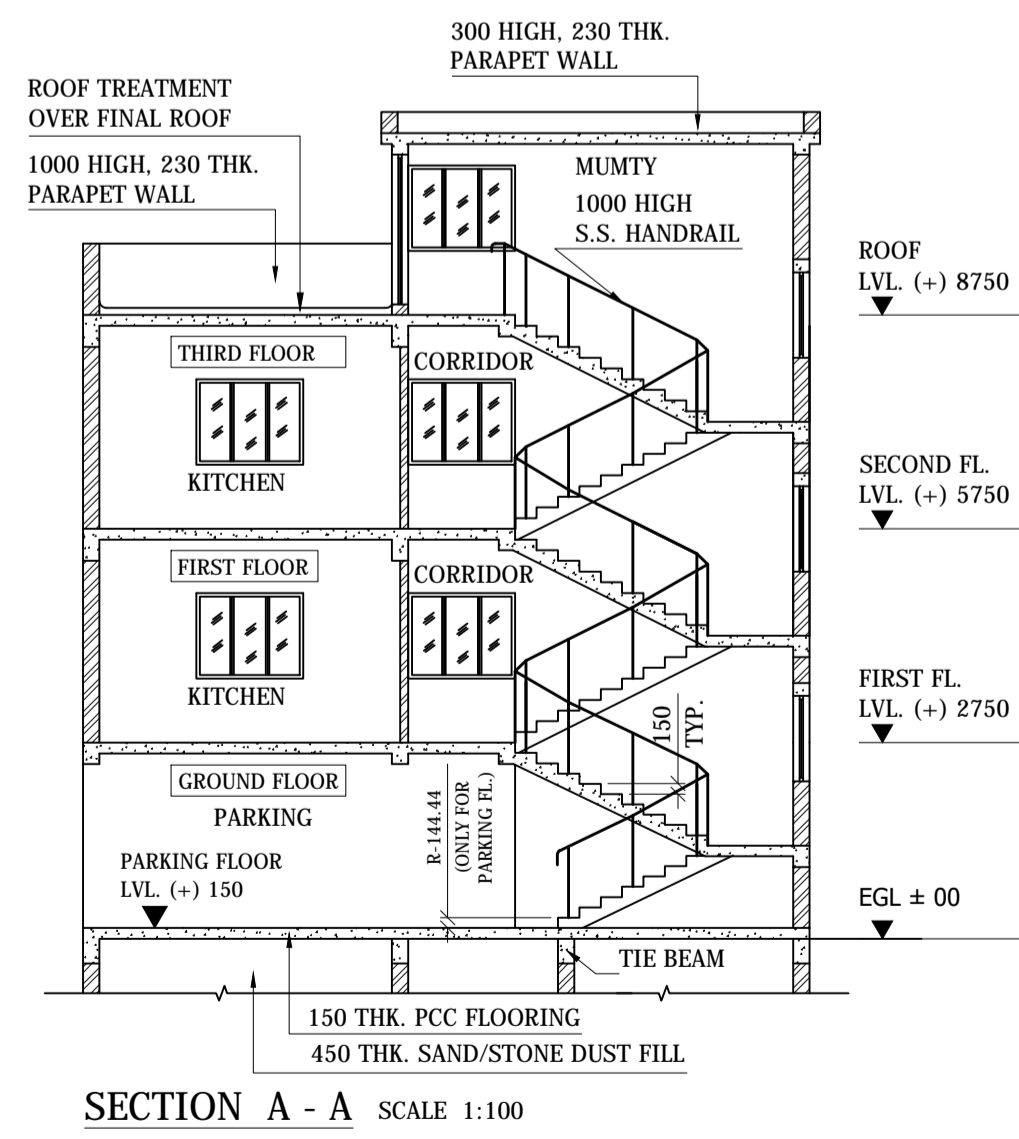 300 HIGH, 230 THK.
PARAPET WALL
ROOF TREATMENT
OVER FINAL ROOF
1000 HIGH, 230 THK.
PARAPET WALL
MUMTY
1000 HIGH
S.S. HANDRAIL
ROOF
LVL. (+) 8750
THIRD FLOOR
CORRIDOR
KITCHEN
SECOND FL.
LVL. (+) 5750
FIRST FLOOR
CORRIDOR
KITCHEN
FIRST FL.
LVL. (+) 2750
150
TYP.
GROUND FLOOR
PARKING
R-144.44
(ONLY FOR
PARKING FL.)
PARKING FLOOR
LVL. (+) 150
EGL ± 00
TIE BEAM
150 THK. PCC FLOORING
450 THK. SAND/STONE DUST FILL
SECTION A - A SCALE 1:100